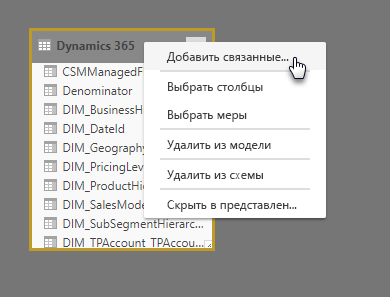 Dynamics 365
CSMManagedF
Denominator
DIM_BusinessH
DIM_DateId
DIM_Geography
DIM_PricingLev
DIM_ProductHie
DIM_SalesMode
DIM_SubSegmentHierarc...
DIM_TPAccount_TPAccou...
Добавить связанные...
Выбрать столбцы
Выбрать меры
Удалить из модели
Удалить из схемы
Скрыть в представлен...